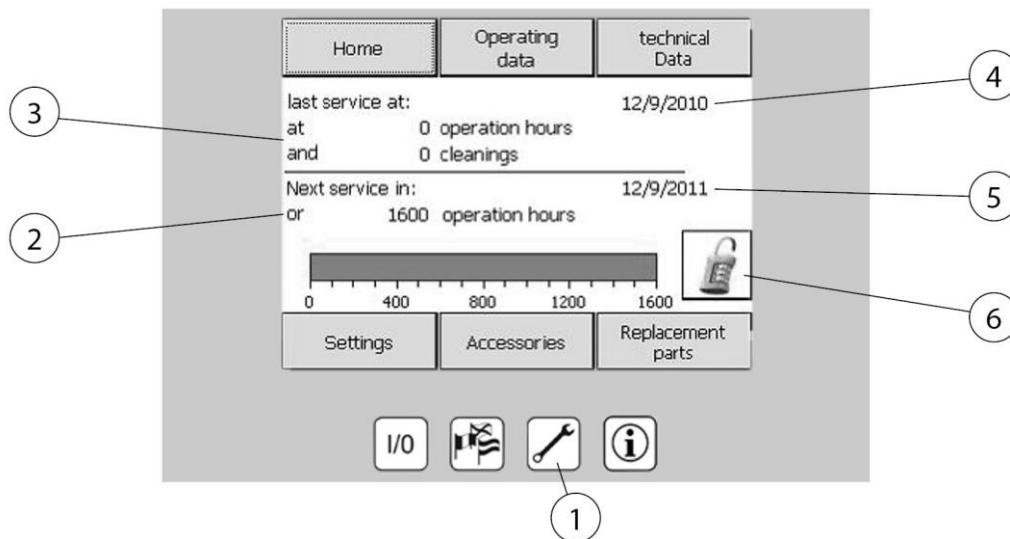 Home
Operating
data
technical
Data
last service at: 12/9/2010
at 0 operation hours
and 0 cleanings
Next service in: 12/9/2011
or 1600 operation hours
0 400 800 1200 1600
Settings
Accessories
Replacement
parts
I/0
i
3
2
4
5
6
1